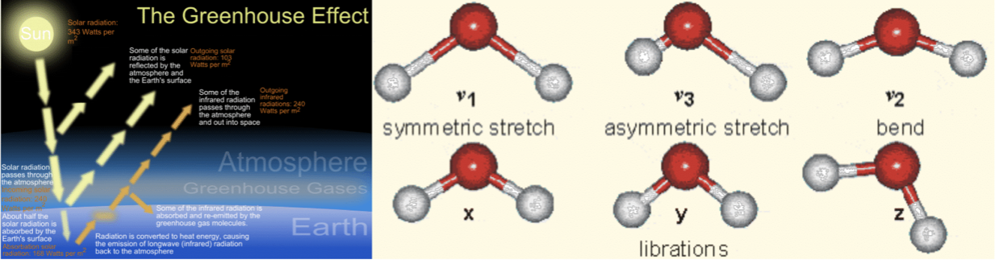 The Greenhouse Effect
Sun
Solar radiation:
343 Watts per
m2
Some of the solar
radiation is
reflected by the
atmosphere and
the Earth's surface
Outgoing solar
radiation: 103
Watts per m2
Some of the
infrared radiation
passes through
the atmosphere
and out into space
Outgoing
infrared
radiations: 240
Watts per m2
Atmosphere
Greenhouse Gases
Earth
Solar radiation
passes through
the atmosphere
About half the
solar radiation is
absorbed by the
Earth's surface
Absorbation solar
radiation: 168 Watts per m2
Some of the infrared radiation is
absorbed and re-emitted by the
greenhouse gas molecules.
Radiation is converted to heat energy, causing
the emission of longwave (infrared) radiation
back to the atmosphere
ν1
symmetric stretch
ν3
asymmetric stretch
ν2
bend
x
y
z
librations